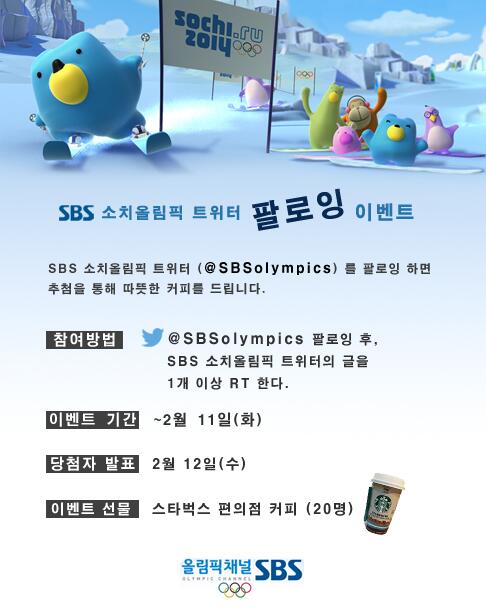 sochi.ru
2014
SBS 소치올림픽 트위터 팔로잉 이벤트
SBS 소치올림픽 트위터 (@SBSolympics) 를 팔로잉 하면
추첨을 통해 따뜻한 커피를 드립니다.
참여방법 @SBSolympics 팔로잉 후,
SBS 소치올림픽 트위터의 글을
1개 이상 RT 한다.
이벤트 기간 ~2월 11일(화)
당첨자 발표 2월 12일(수)
이벤트 선물 스타벅스 편의점 커피 (20명)
올림픽채널 SBS
OLYMPIC CHANNEL